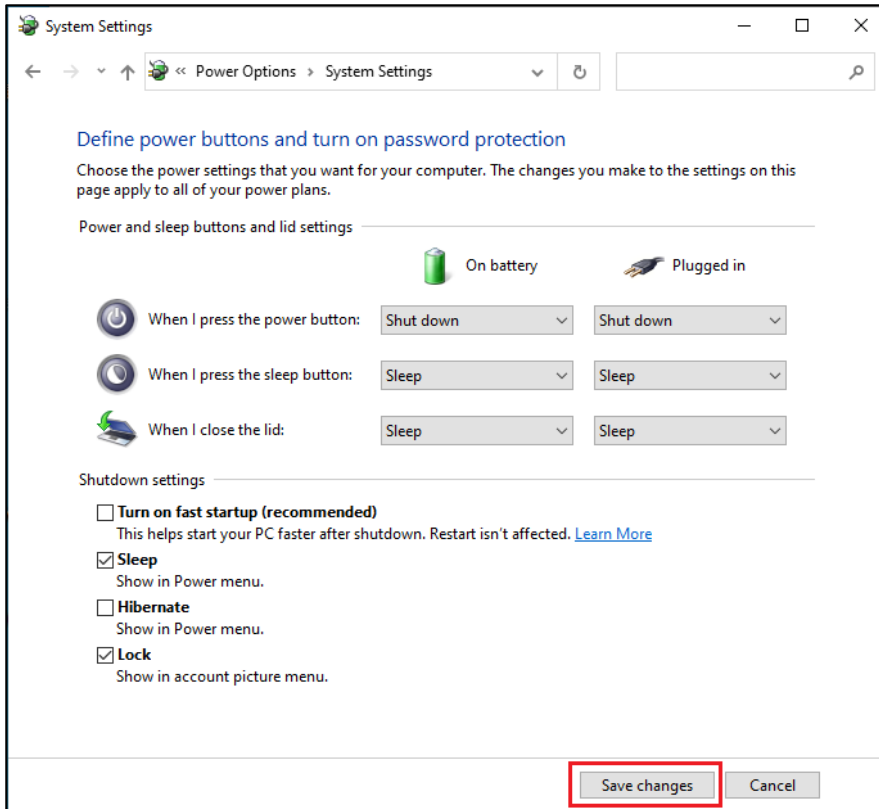 System Settings
« Power Options > System Settings
Define power buttons and turn on password protection
Choose the power settings that you want for your computer. The changes you make to the settings on this
page apply to all of your power plans.
Power and sleep buttons and lid settings
On battery Plugged in
When I press the power button: Shut down Shut down
When I press the sleep button: Sleep Sleep
When I close the lid: Sleep Sleep
Shutdown settings
Turn on fast startup (recommended)
This helps start your PC faster after shutdown. Restart isn't affected. Learn More
Sleep
Show in Power menu.
Hibernate
Show in Power menu.
Lock
Show in account picture menu.
Save changes Cancel